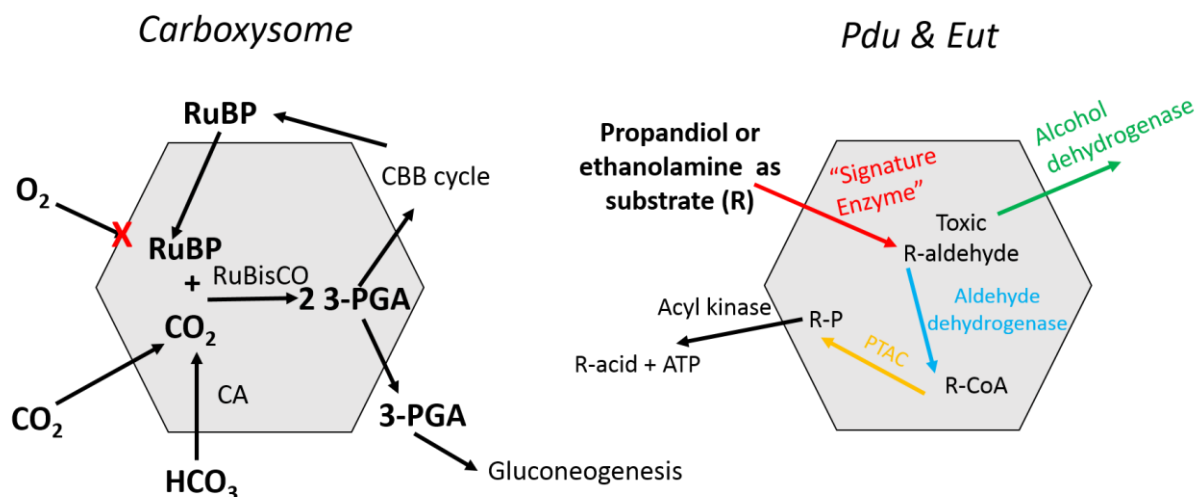 Carboxysome
RuBP
CBB cycle
O2
X
RuBP
+
RuBisCO
2 3-PGA
CO2
CA
CO2
3-PGA
HCO3
Gluconeogenesis
Pdu & Eut
Propandiol or
ethanolamine as
substrate (R)
"Signature
Enzyme"
Alcohol
dehydrogenase
Toxic
R-aldehyde
Aldehyde
dehydrogenase
Acyl kinase
R-P
PTAC
R-acid + ATP
R-CoA